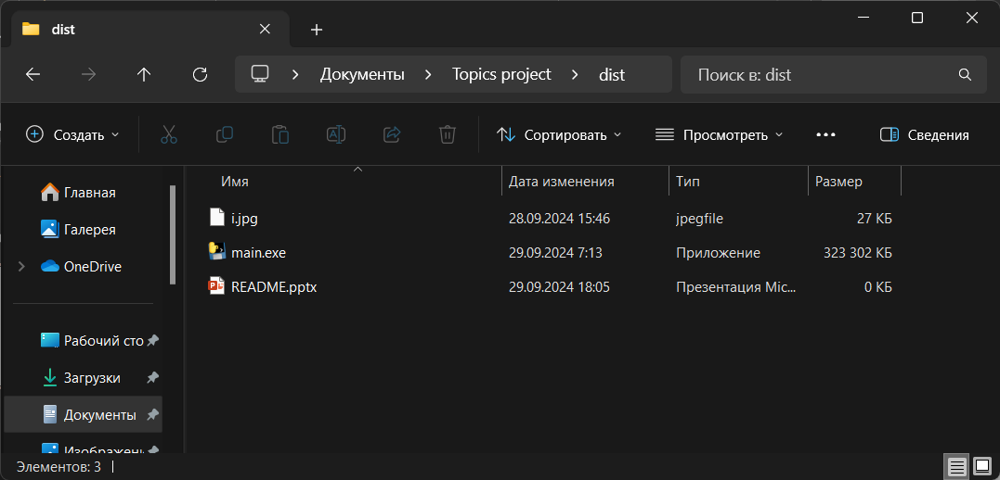 dist
Документы Topics project dist Поиск в: dist
Создать Сортировать Просмотреть Сведения
Имя Дата изменения Тип Размер
Главная
Галерея
OneDrive
Рабочий сто
Загрузки
Документы
Изображени
i.jpg 28.09.2024 15:46 jpegfile 27 КБ
main.exe 29.09.2024 7:13 Приложение 323 302 КБ
README.pptx 29.09.2024 18:05 Презентация Mic... 0 КБ
Элементов: 3